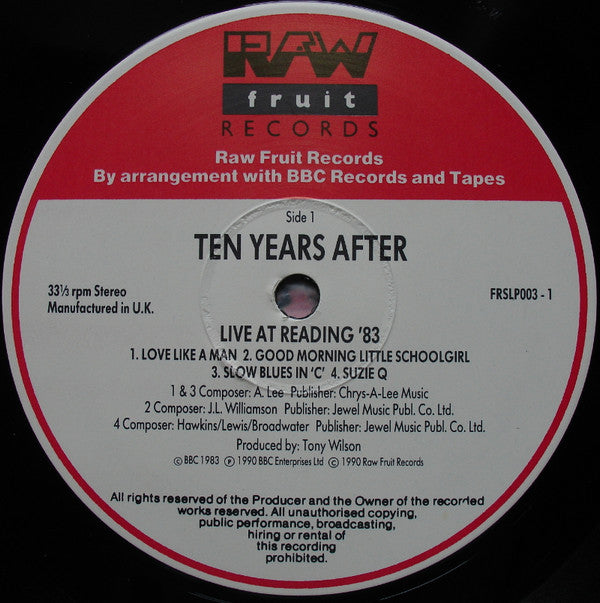 RAW
fruit
RECORDS
Raw Fruit Records
By arrangement with BBC Records and Tapes
Side 1
TEN YEARS AFTER
33⅓ rpm Stereo
Manufactured in U.K.
FRSLP003 - 1
LIVE AT READING '83
1. LOVE LIKE A MAN 2. GOOD MORNING LITTLE SCHOOLGIRL
3. SLOW BLUES IN 'C' 4. SUZIE Q
1 & 3 Composer: A. Lee Publisher: Chrys-A-Lee Music
2 Composer: J.L. Williamson Publisher: Jewel Music Publ. Co. Ltd.
4 Composer: Hawkins/Lewis/Broadwater Publisher: Jewel Music Publ. Co. Ltd.
Produced by: Tony Wilson
© BBC 1983 ℗ 1990 BBC Enterprises Ltd © 1990 Raw Fruit Records
All rights reserved of the Producer and the Owner of the recorded
works reserved. All unauthorised copying,
public performance, broadcasting,
hiring or rental of
this recording
prohibited.